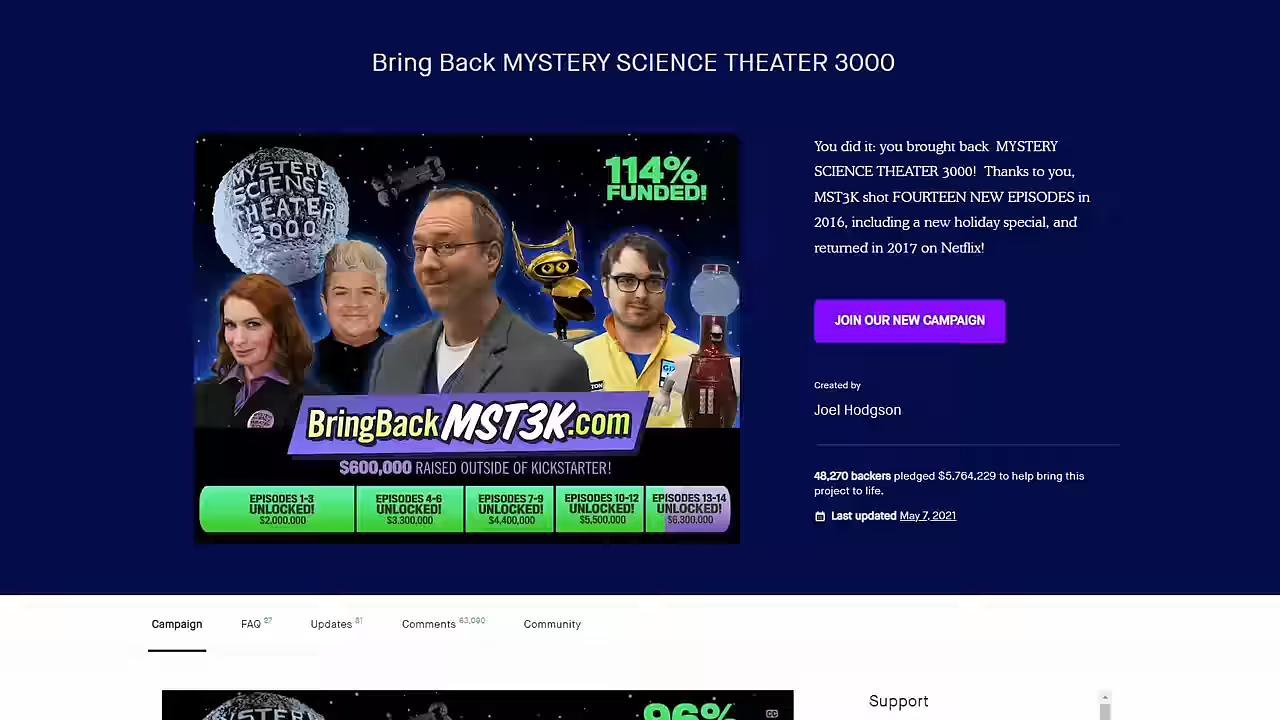 Bring Back MYSTERY SCIENCE THEATER 3000
MYSTERY
SCIENCE
THEATER
3000
114%
FUNDED!
BringBackMST3K.com
$600,000 RAISED OUTSIDE OF KICKSTARTER!
EPISODES 1-3
UNLOCKED!
$2,000,000
EPISODES 4-6
UNLOCKED!
$3,300,000
EPISODES 7-9
UNLOCKED!
$4,400,000
EPISODES 10-12
UNLOCKED!
$5,500,000
EPISODES 13-14
UNLOCKED!
$6,300,000
You did it: you brought back MYSTERY
SCIENCE THEATER 3000! Thanks to you,
MST3K shot FOURTEEN NEW EPISODES in
2016, including a new holiday special, and
returned in 2017 on Netflix!
JOIN OUR NEW CAMPAIGN
Created by
Joel Hodgson
48,270 backers pledged $5,764,229 to help bring this
project to life.
Last updated May 7, 2021
Campaign FAQ 27 Updates 81 Comments 63,090 Community
MYSTERY
96%
CC
Support